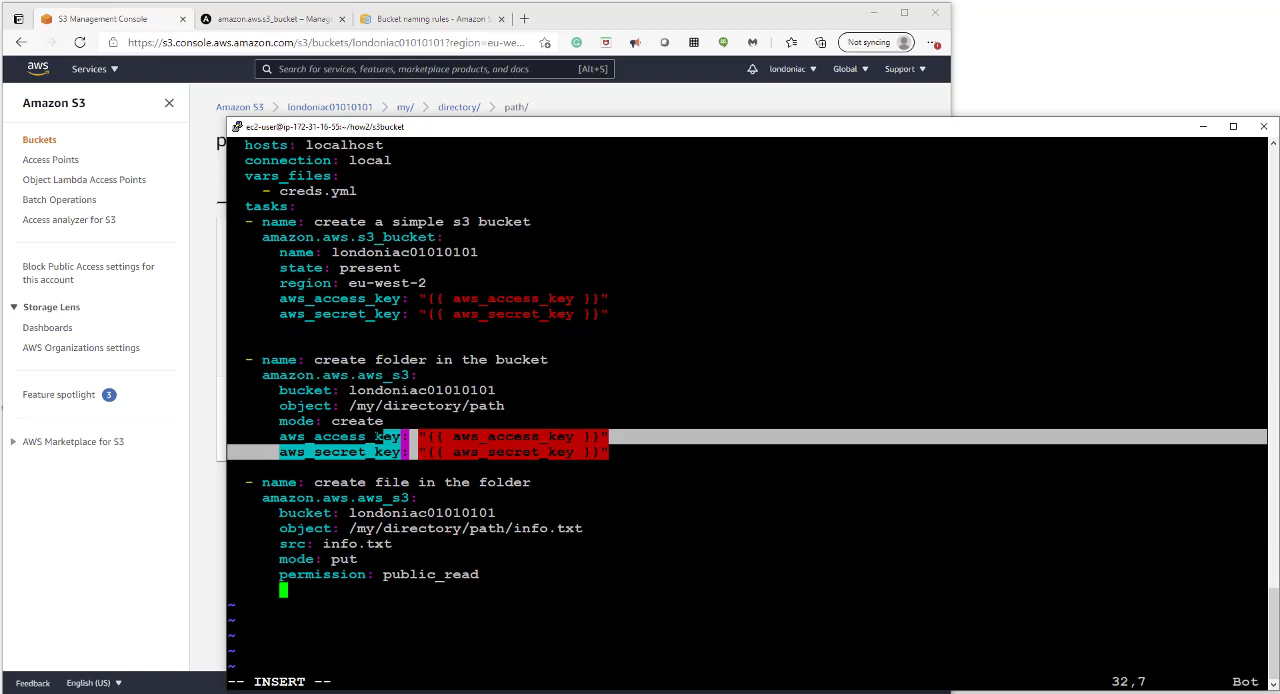 S3 Management Console
amazon.aws.s3_bucket – Manag
Bucket naming rules - Amazon S
https://s3.console.aws.amazon.com/s3/buckets/londoniac01010101?region=eu-we...
Not syncing
aws
Services
Search for services, features, marketplace products, and docs
[Alt+S]
londoniac
Global
Support
Amazon S3
Amazon S3 > londoniac01010101 > my/ > directory/ > path/
Buckets
Access Points
Object Lambda Access Points
Batch Operations
Access analyzer for S3
Block Public Access settings for
this account
Storage Lens
Dashboards
AWS Organizations settings
Feature spotlight 3
AWS Marketplace for S3
Feedback
English (US)
p
ec2-user@ip-172-31-16-55:~/how2/s3bucket
hosts: localhost
connection: local
vars_files:
- creds.yml
tasks:
- name: create a simple s3 bucket
amazon.aws.s3_bucket:
name: londoniac01010101
state: present
region: eu-west-2
aws_access_key: "{{ aws_access_key }}"
aws_secret_key: "{{ aws_secret_key }}"
- name: create folder in the bucket
amazon.aws.aws_s3:
bucket: londoniac01010101
object: /my/directory/path
mode: create
aws_access_key: "{{ aws_access_key }}"
aws_secret_key: "{{ aws_secret_key }}"
- name: create file in the folder
amazon.aws.aws_s3:
bucket: londoniac01010101
object: /my/directory/path/info.txt
src: info.txt
mode: put
permission: public_read
~
~
~
~
~
-- INSERT --
32,7
Bot